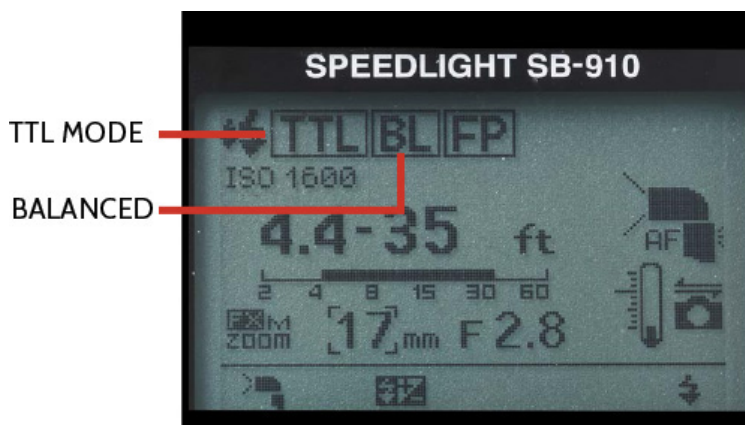 SPEEDLIGHT SB-910
TTL MODE
TTL BL FP
ISO 1600
BALANCED
4.4-35 ft
AF
2 4 8 15 30 60
FX M
ZOOM
17 mm F 2.8